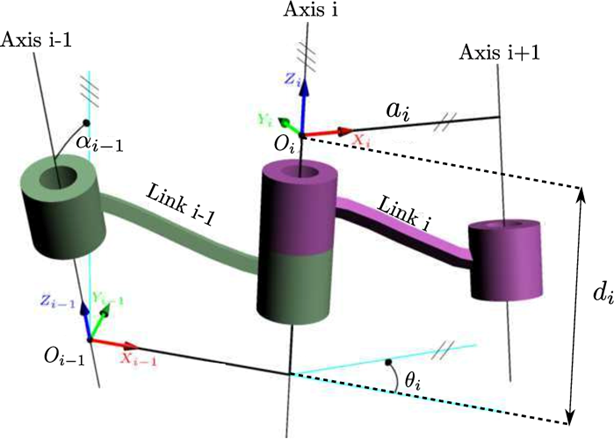 Axis i
Axis i-1
Axis i+1
Z_i
Y_i
a_i
X_i
α_{i−1}
O_i
Link i-1
Link i
d_i
Z_{i−1}
Y_{i−1}
O_{i−1}
X_{i−1}
θ_i